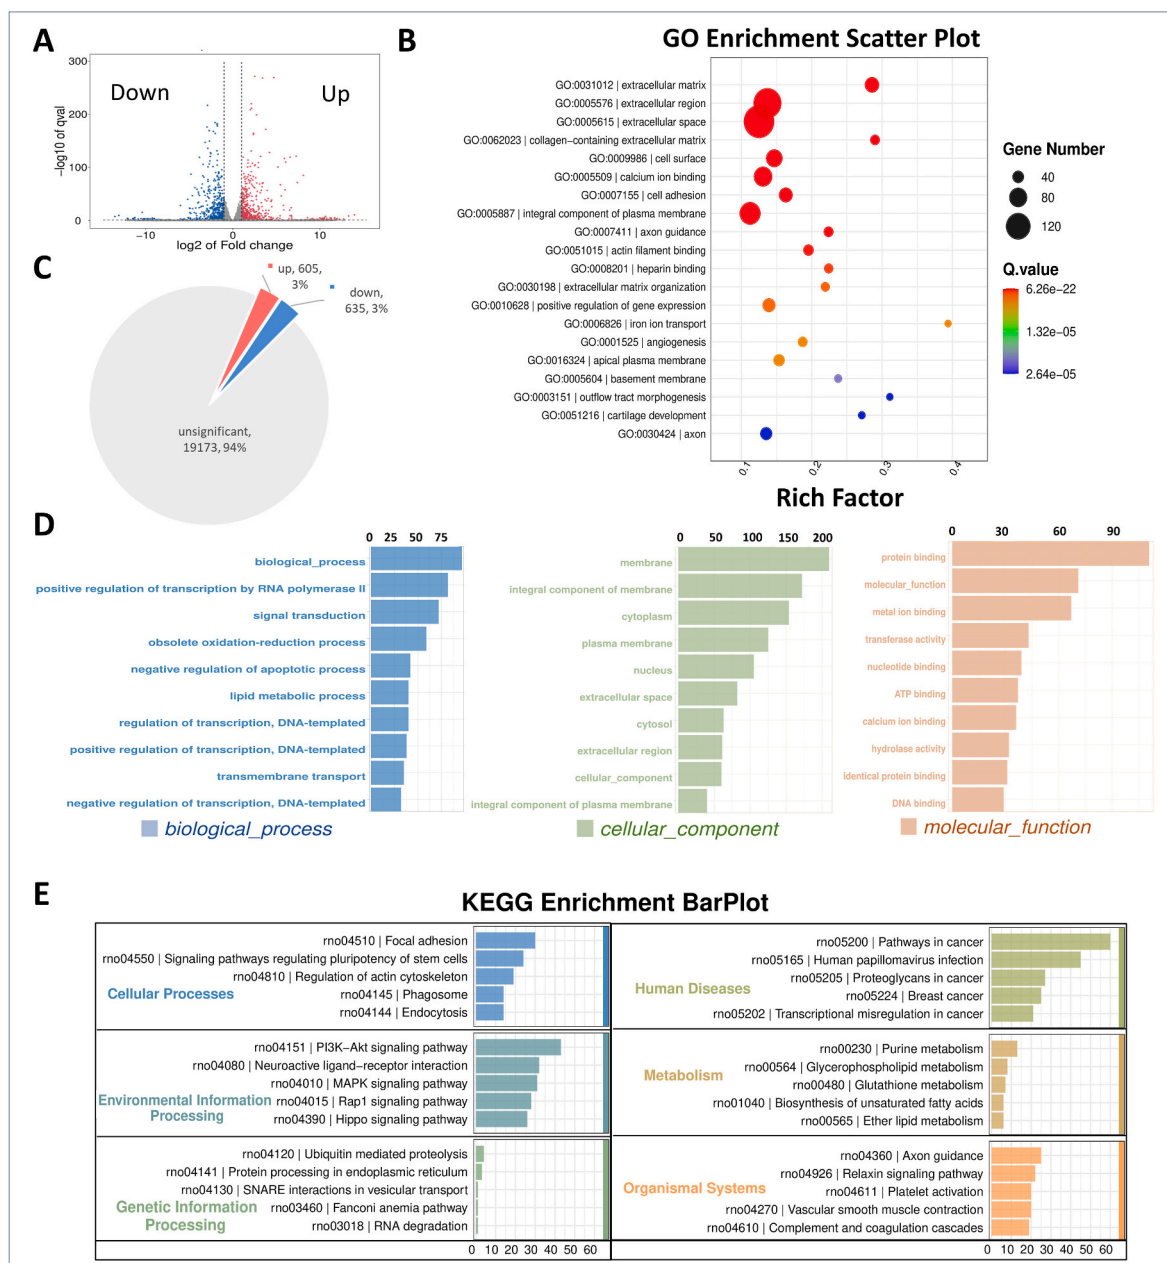 A
300
200
100
0
−log10 of qval
Down
Up
−10
0
10
log2 of Fold change
B
GO Enrichment Scatter Plot
GO:0031012 | extracellular matrix
GO:0005576 | extracellular region
GO:0005615 | extracellular space
GO:0062023 | collagen−containing extracellular matrix
GO:0009986 | cell surface
GO:0005509 | calcium ion binding
GO:0007155 | cell adhesion
GO:0005887 | integral component of plasma membrane
GO:0007411 | axon guidance
GO:0051015 | actin filament binding
GO:0008201 | heparin binding
GO:0030198 | extracellular matrix organization
GO:0010628 | positive regulation of gene expression
GO:0006826 | iron ion transport
GO:0001525 | angiogenesis
GO:0016324 | apical plasma membrane
GO:0005604 | basement membrane
GO:0003151 | outflow tract morphogenesis
GO:0051216 | cartilage development
GO:0030424 | axon
0.1
0.2
0.3
0.4
Rich Factor
Gene Number
40
80
120
Q.value
6.26e−22
1.32e−05
2.64e−05
C
up, 605,
3%
down,
635, 3%
unsignificant,
19173, 94%
D
0 25 50 75
biological_process
positive regulation of transcription by RNA polymerase II
signal transduction
obsolete oxidation-reduction process
negative regulation of apoptotic process
lipid metabolic process
regulation of transcription, DNA-templated
positive regulation of transcription, DNA-templated
transmembrane transport
negative regulation of transcription, DNA-templated
biological_process
0 50 100 150 200
membrane
integral component of membrane
cytoplasm
plasma membrane
nucleus
extracellular space
cytosol
extracellular region
cellular_component
integral component of plasma membrane
cellular_component
0 30 60 90
protein binding
molecular_function
metal ion binding
transferase activity
nucleotide binding
ATP binding
calcium ion binding
hydrolase activity
identical protein binding
DNA binding
molecular_function
E
KEGG Enrichment BarPlot
rno04510 | Focal adhesion
rno04550 | Signaling pathways regulating pluripotency of stem cells
rno04810 | Regulation of actin cytoskeleton
rno04145 | Phagosome
rno04144 | Endocytosis
Cellular Processes
rno04151 | PI3K−Akt signaling pathway
rno04080 | Neuroactive ligand−receptor interaction
rno04010 | MAPK signaling pathway
rno04015 | Rap1 signaling pathway
rno04390 | Hippo signaling pathway
Environmental Information
Processing
rno04120 | Ubiquitin mediated proteolysis
rno04141 | Protein processing in endoplasmic reticulum
rno04130 | SNARE interactions in vesicular transport
rno03460 | Fanconi anemia pathway
rno03018 | RNA degradation
Genetic Information
Processing
0 10 20 30 40 50 60
rno05200 | Pathways in cancer
rno05165 | Human papillomavirus infection
rno05205 | Proteoglycans in cancer
rno05224 | Breast cancer
rno05202 | Transcriptional misregulation in cancer
Human Diseases
rno00230 | Purine metabolism
rno00564 | Glycerophospholipid metabolism
rno00480 | Glutathione metabolism
rno01040 | Biosynthesis of unsaturated fatty acids
rno00565 | Ether lipid metabolism
Metabolism
rno04360 | Axon guidance
rno04926 | Relaxin signaling pathway
rno04611 | Platelet activation
rno04270 | Vascular smooth muscle contraction
rno04610 | Complement and coagulation cascades
Organismal Systems
0 10 20 30 40 50 60